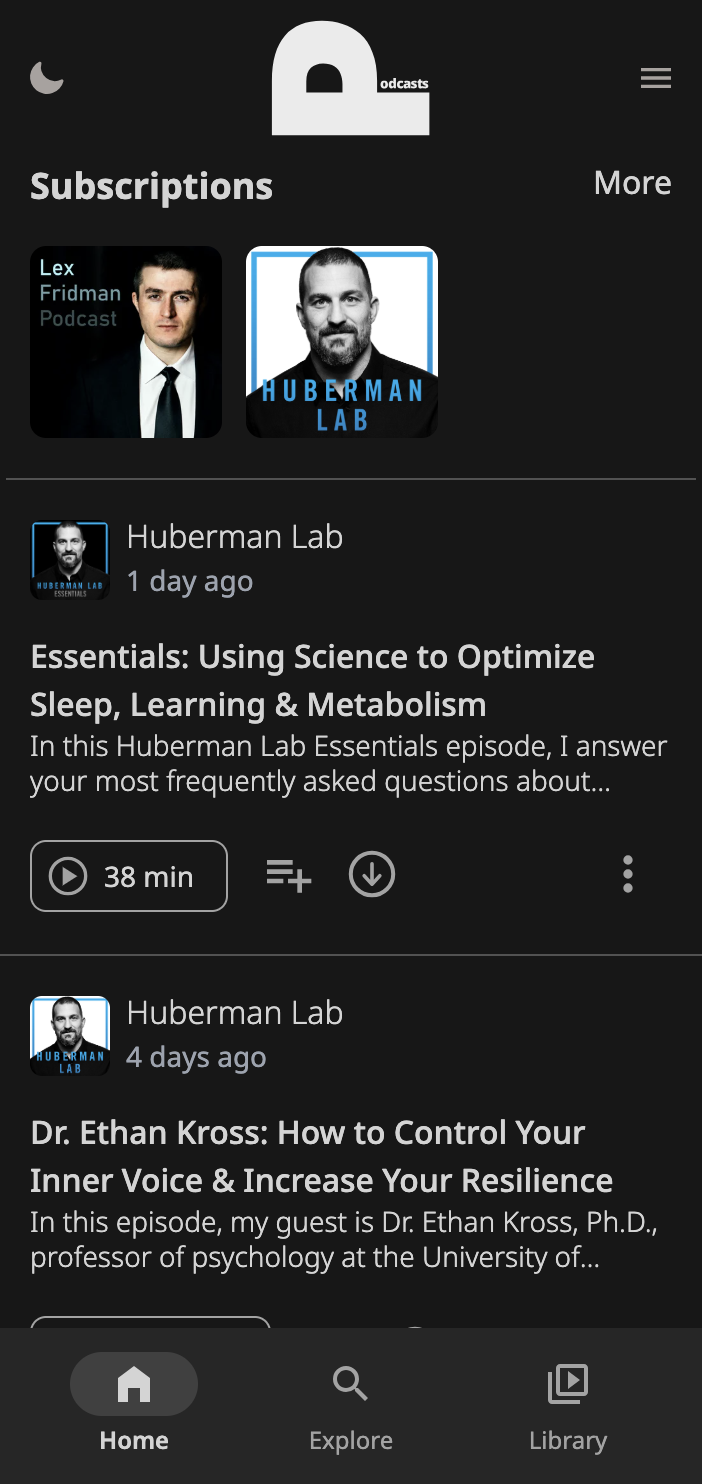 Podcasts
Subscriptions
More
Lex
Fridman
Podcast
HUBERMAN
LAB
Huberman Lab
1 day ago
HUBERMAN LAB
ESSENTIALS
Essentials: Using Science to Optimize
Sleep, Learning & Metabolism
In this Huberman Lab Essentials episode, I answer
your most frequently asked questions about...
38 min
Huberman Lab
4 days ago
HUBERMAN
LAB
Dr. Ethan Kross: How to Control Your
Inner Voice & Increase Your Resilience
In this episode, my guest is Dr. Ethan Kross, Ph.D.,
professor of psychology at the University of...
Home
Explore
Library